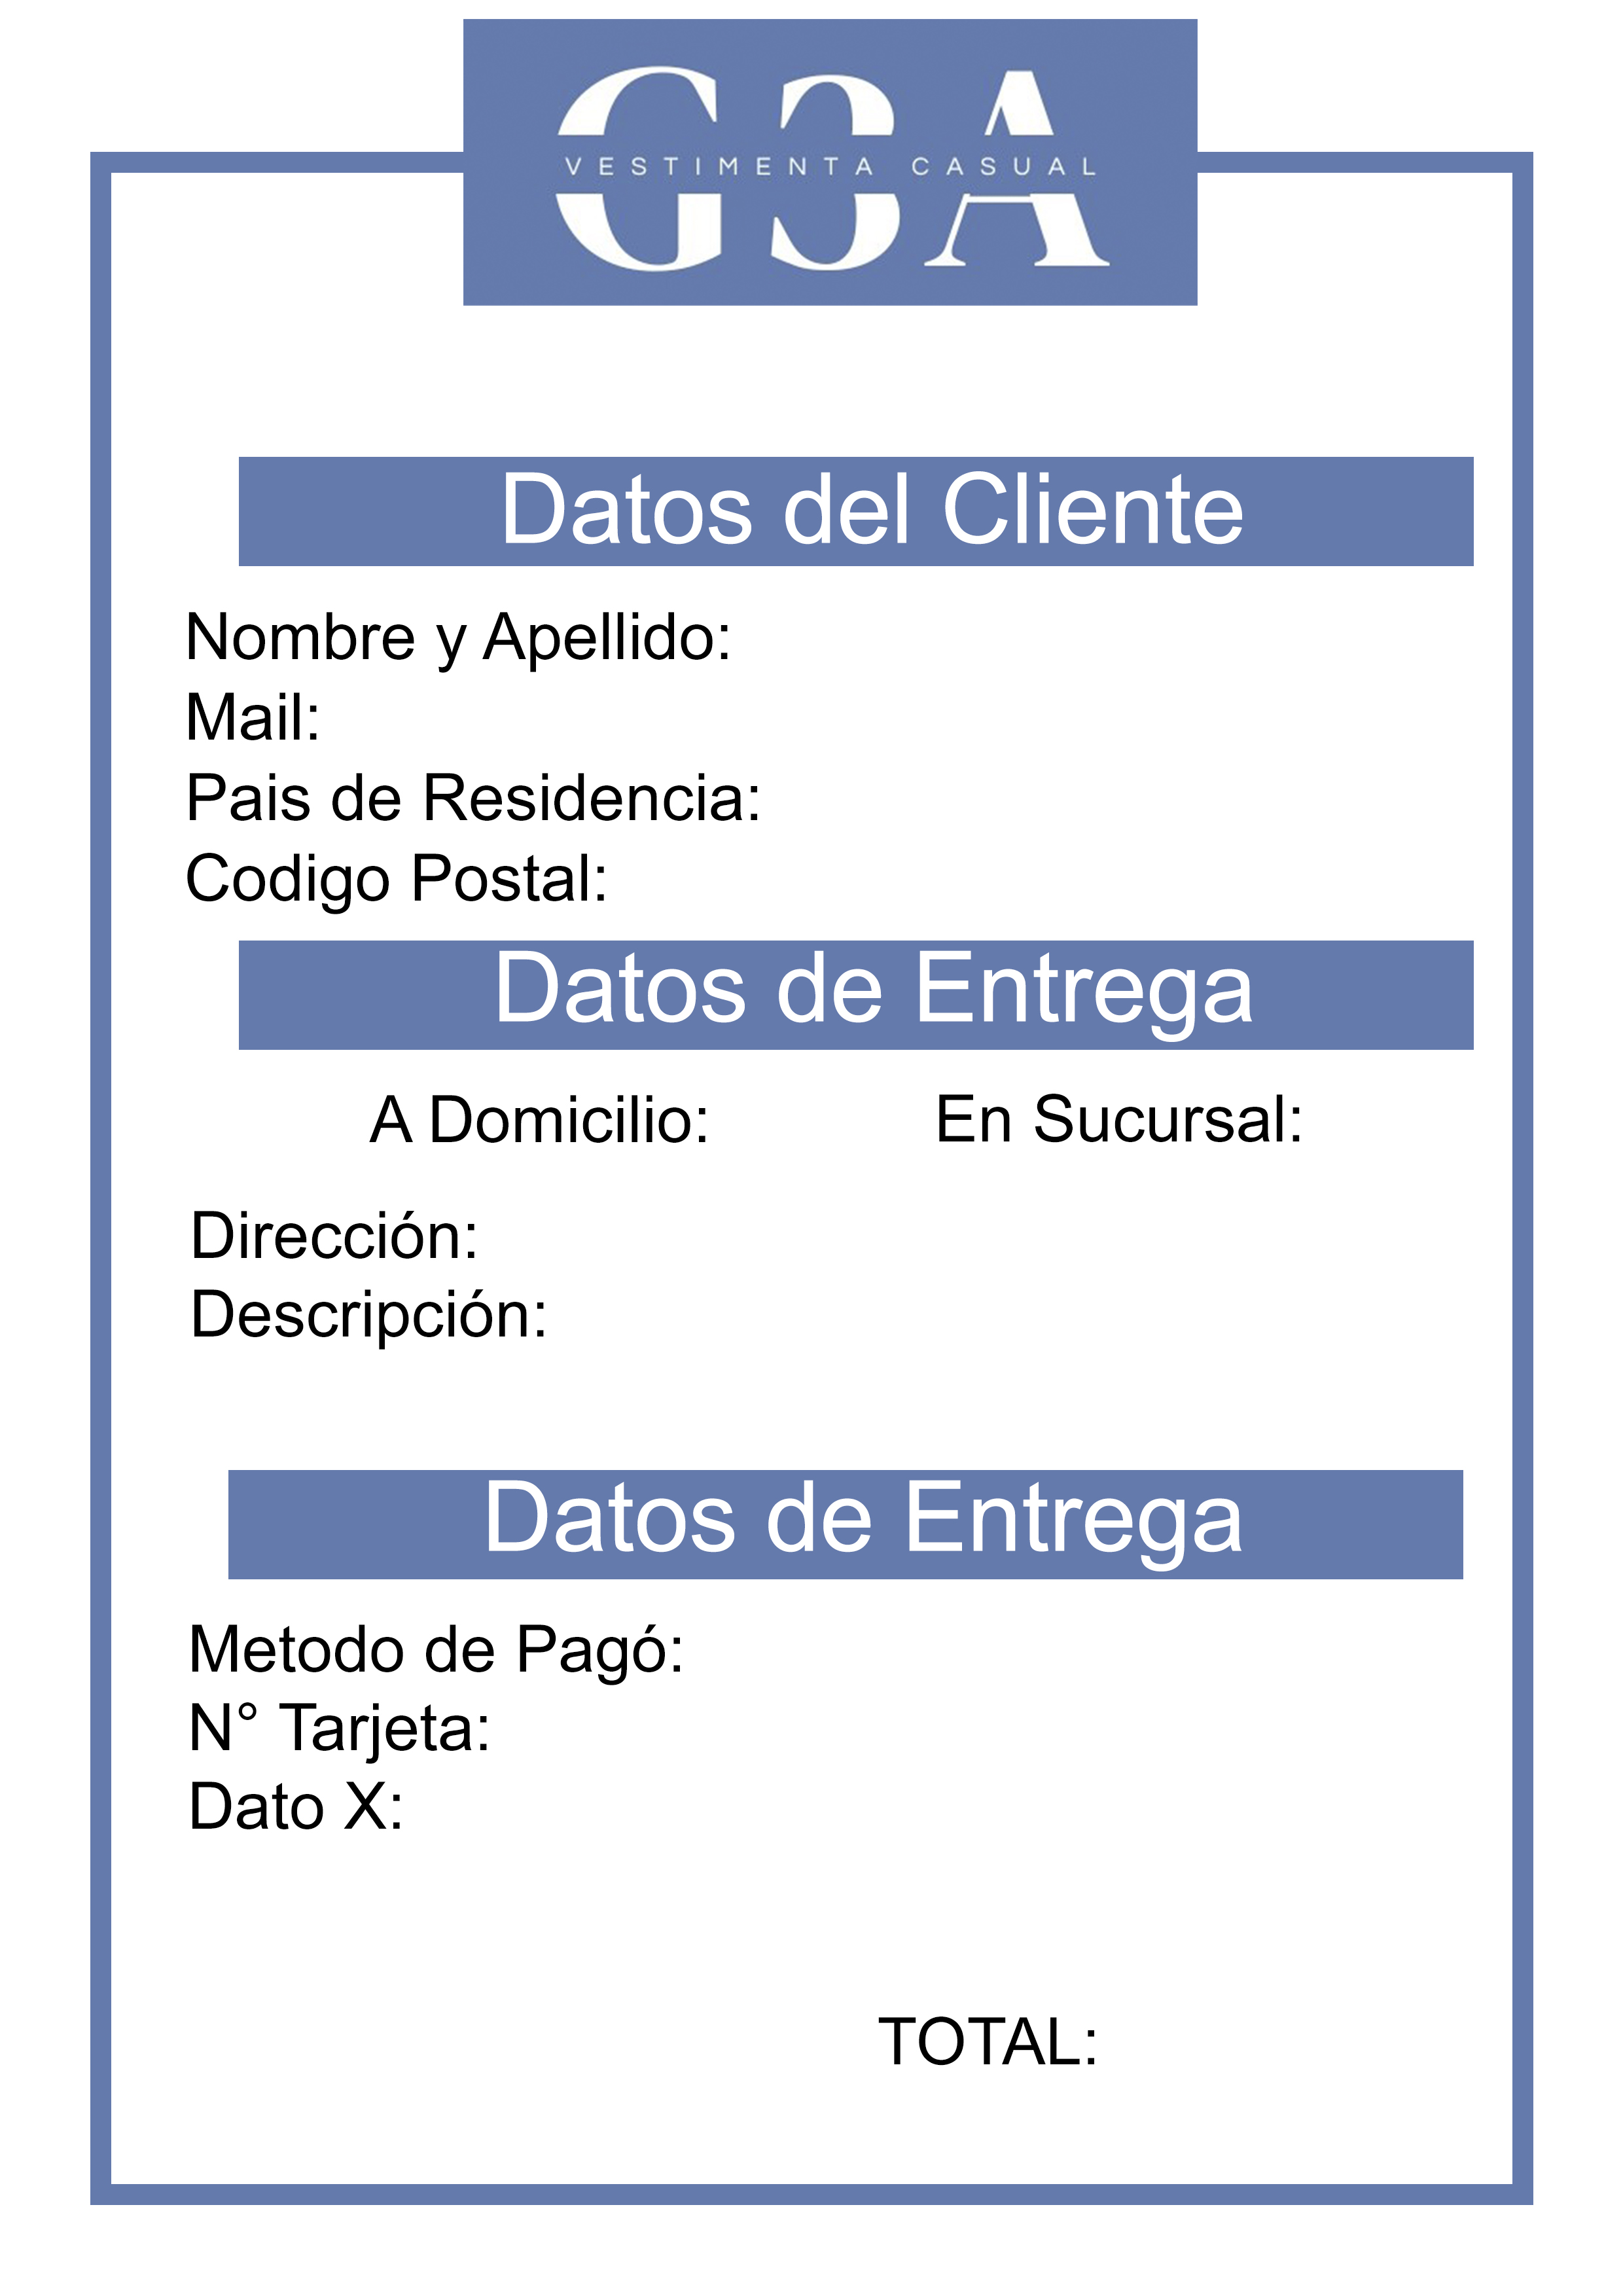 G3A
VESTIMENTA CASUAL
Datos del Cliente
Nombre y Apellido:
Mail:
Pais de Residencia:
Codigo Postal:
Datos de Entrega
A Domicilio: En Sucursal:
Dirección:
Descripción:
Datos de Entrega
Metodo de Pagó:
N° Tarjeta:
Dato X:
TOTAL: